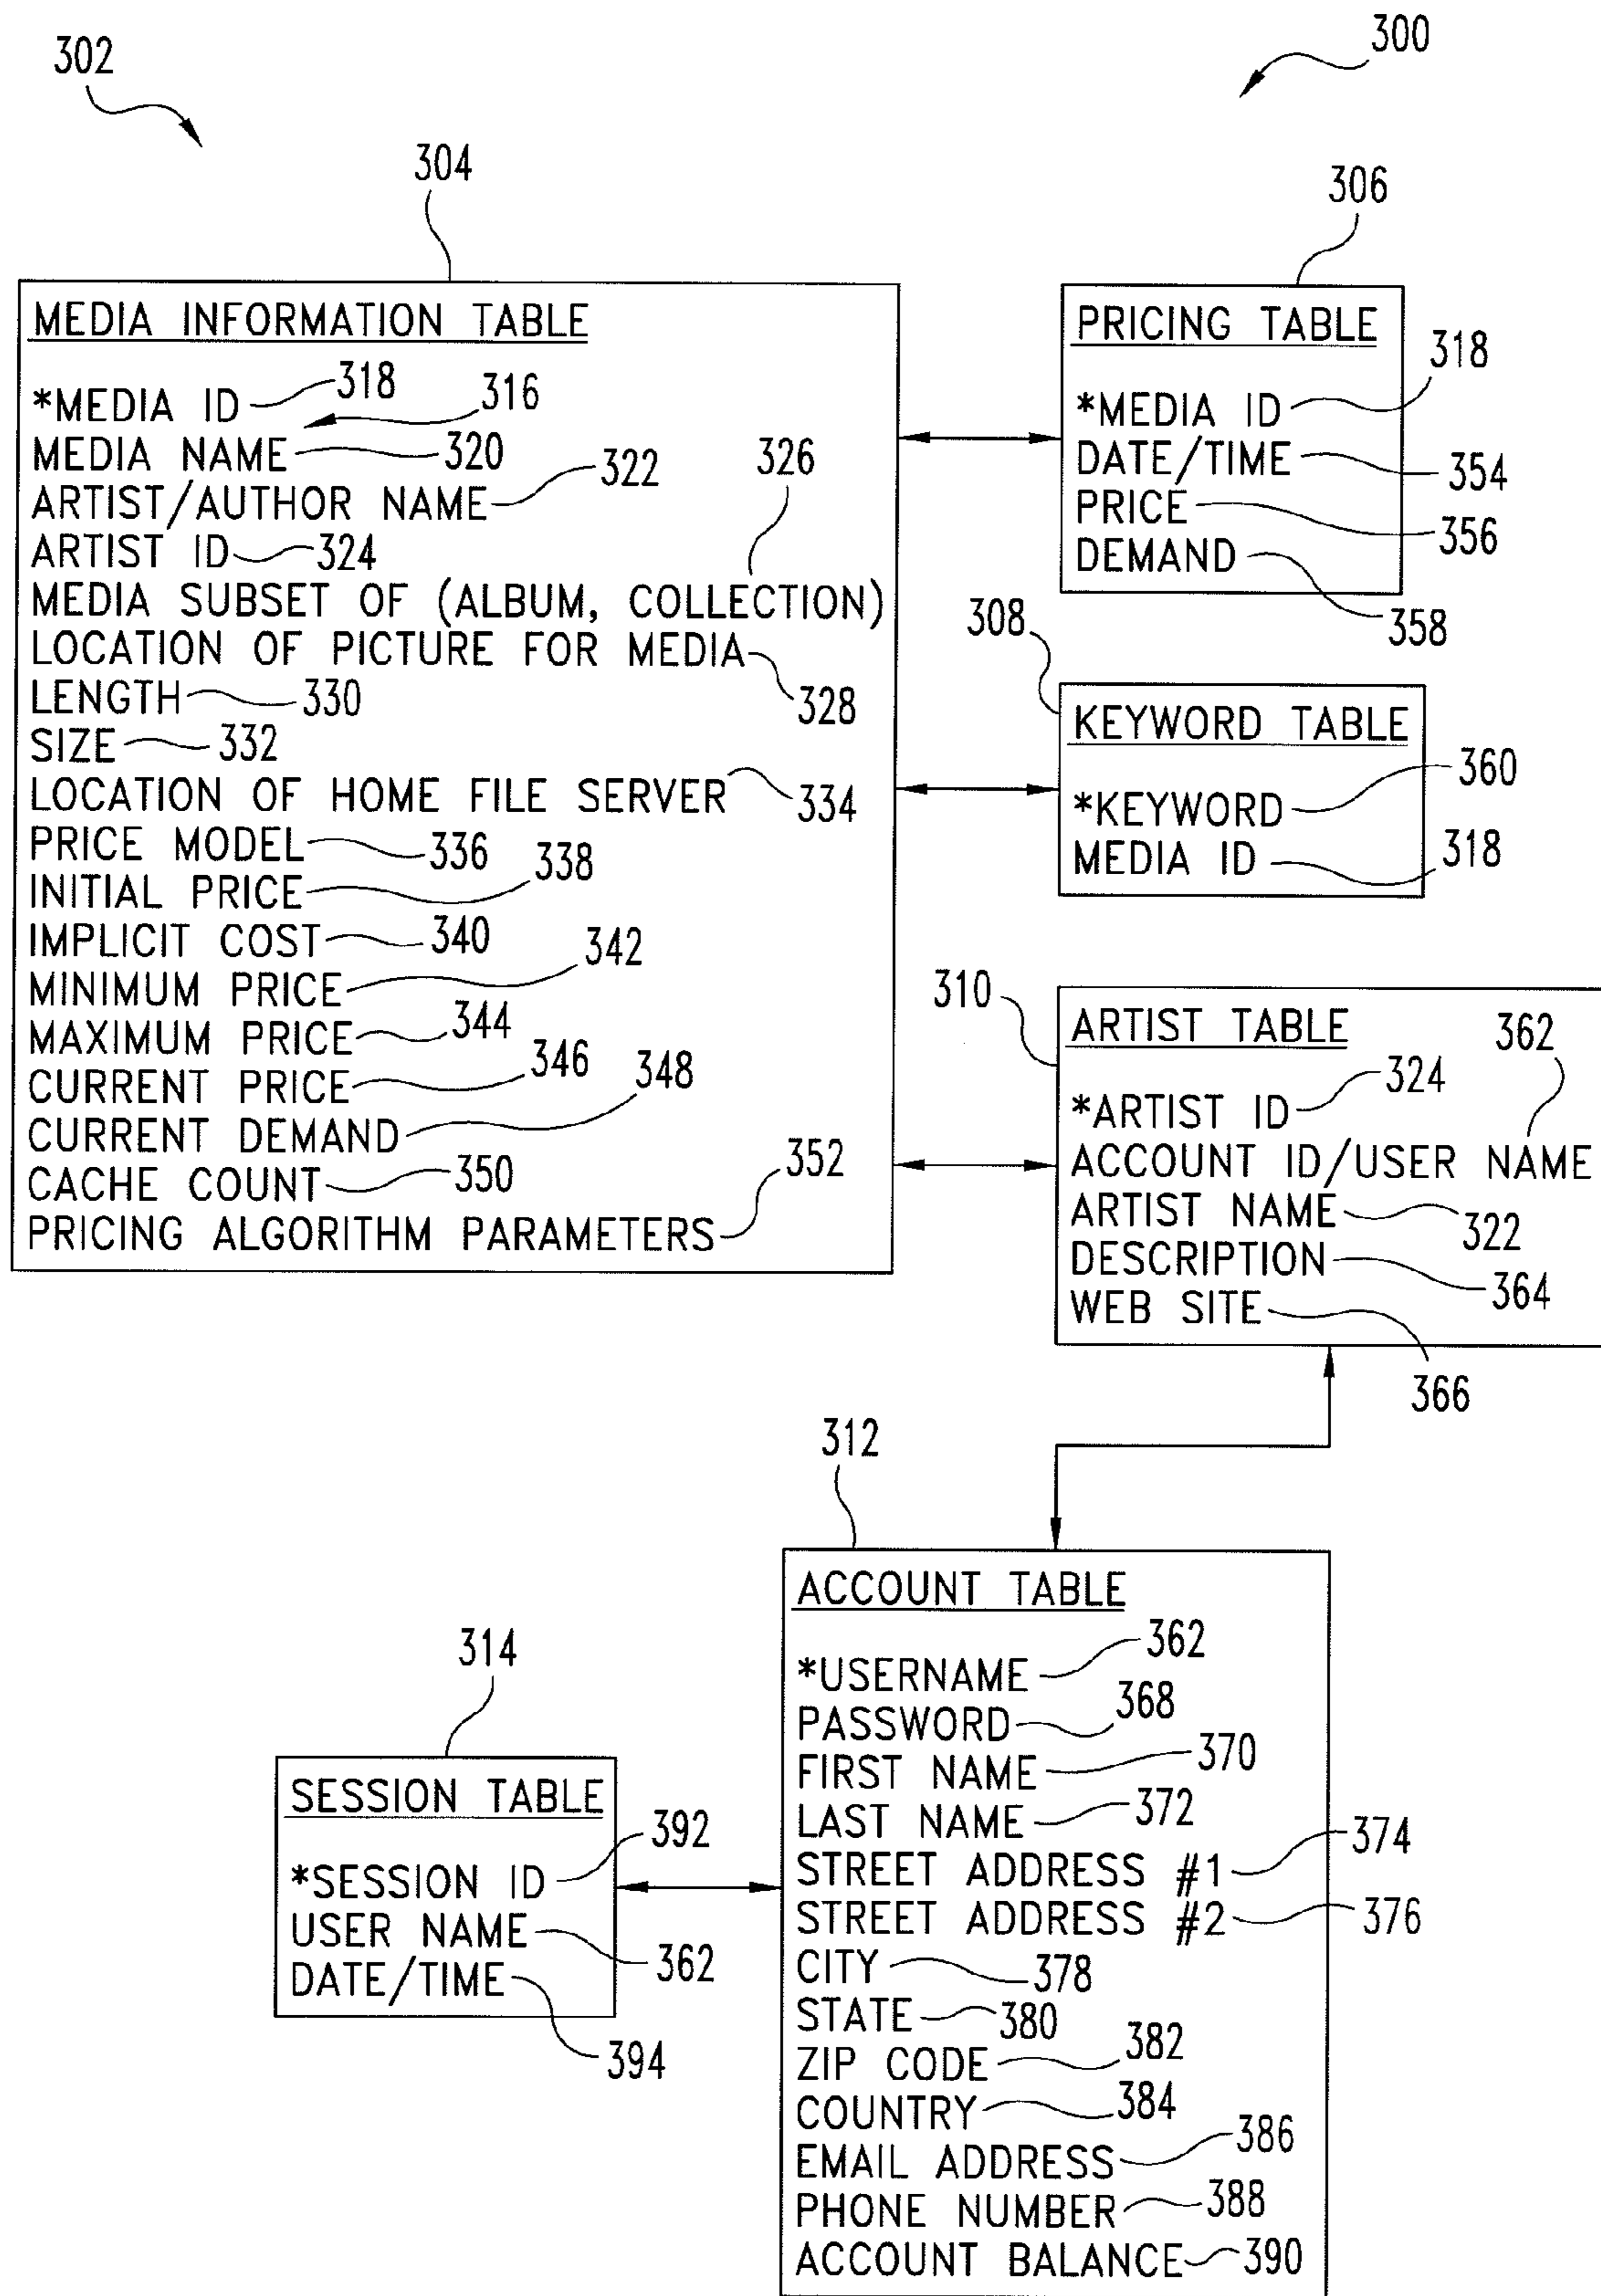 302
300
304
MEDIA INFORMATION TABLE
*MEDIA ID 318
316
MEDIA NAME 320
ARTIST/AUTHOR NAME 322
ARTIST ID 324
326
MEDIA SUBSET OF (ALBUM, COLLECTION)
LOCATION OF PICTURE FOR MEDIA 328
LENGTH 330
SIZE 332
LOCATION OF HOME FILE SERVER 334
PRICE MODEL 336
INITIAL PRICE 338
IMPLICIT COST 340
MINIMUM PRICE 342
MAXIMUM PRICE 344
CURRENT PRICE 346
CURRENT DEMAND 348
CACHE COUNT 350
PRICING ALGORITHM PARAMETERS 352
306
PRICING TABLE
*MEDIA ID 318
DATE/TIME 354
PRICE 356
DEMAND 358
308
KEYWORD TABLE
*KEYWORD 360
MEDIA ID 318
310
ARTIST TABLE
*ARTIST ID 324
ACCOUNT ID/USER NAME 362
ARTIST NAME 322
DESCRIPTION 364
WEB SITE 366
312
ACCOUNT TABLE
*USERNAME 362
PASSWORD 368
FIRST NAME 370
LAST NAME 372
STREET ADDRESS #1 374
STREET ADDRESS #2 376
CITY 378
STATE 380
ZIP CODE 382
COUNTRY 384
EMAIL ADDRESS 386
PHONE NUMBER 388
ACCOUNT BALANCE 390
314
SESSION TABLE
*SESSION ID 392
USER NAME 362
DATE/TIME 394